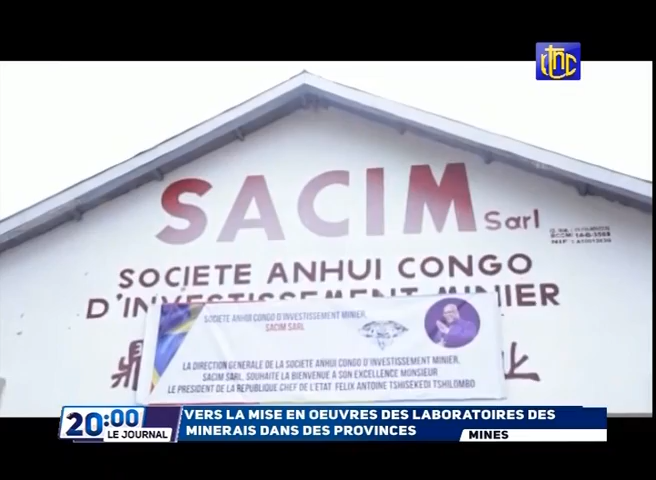 rtnc
SACIM Sarl
SOCIETE ANHUI CONGO
D'INVESTISSEMENT MINIER
SOCIETE ANHUI CONGO D'INVESTISSEMENT MINIER,
SACIM SARL
LA DIRECTION GENERALE DE LA SOCIETE ANHUI CONGO D'INVESTISSEMENT MINIER,
SACIM SARL, SOUHAITE LA BIENVENUE A SON EXCELLENCE MONSIEUR
LE PRESIDENT DE LA REPUBLIQUE CHEF DE L'ETAT FELIX ANTOINE TSHISEKEDI TSHILOMBO
20:00
LE JOURNAL
VERS LA MISE EN OEUVRES DES LABORATOIRES DES
MINERAIS DANS DES PROVINCES
MINES